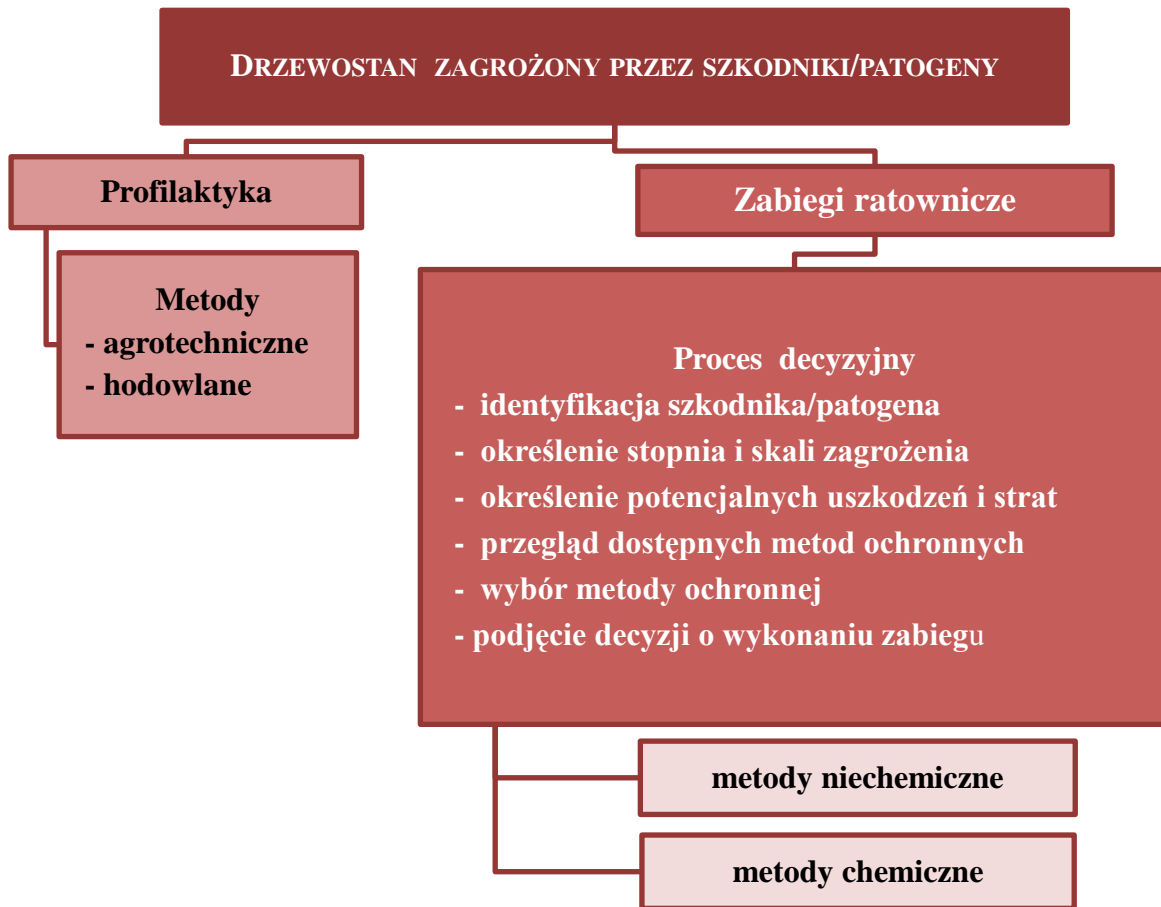 DRZEWOSTAN ZAGROŻONY PRZEZ SZKODNIKI/PATOGENY
Profilaktyka
Zabiegi ratownicze
Metody
- agrotechniczne
- hodowlane
Proces decyzyjny
- identyfikacja szkodnika/patogena
- określenie stopnia i skali zagrożenia
- określenie potencjalnych uszkodzeń i strat
- przegląd dostępnych metod ochronnych
- wybór metody ochronnej
- podjęcie decyzji o wykonaniu zabiegu
metody niechemiczne
metody chemiczne